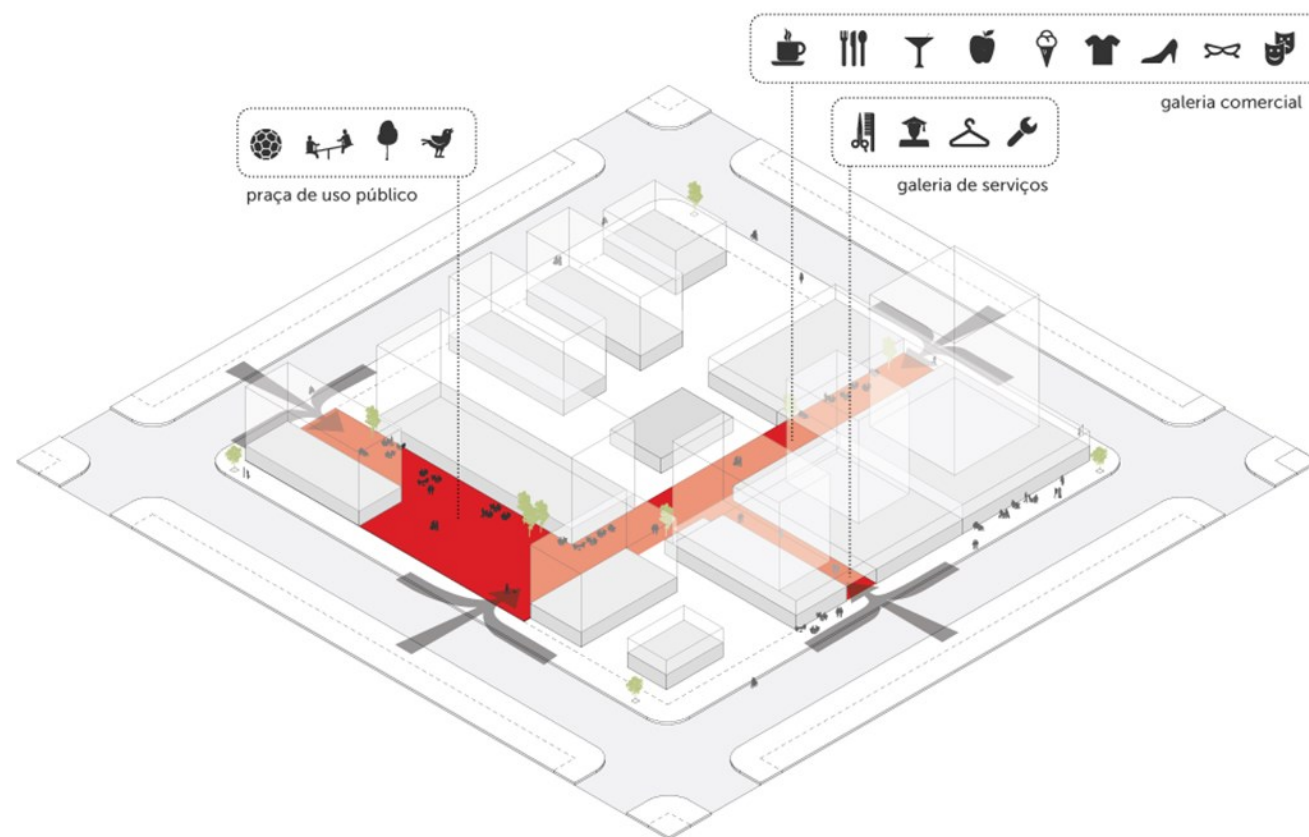 galeria comercial
galeria de serviços
praça de uso público